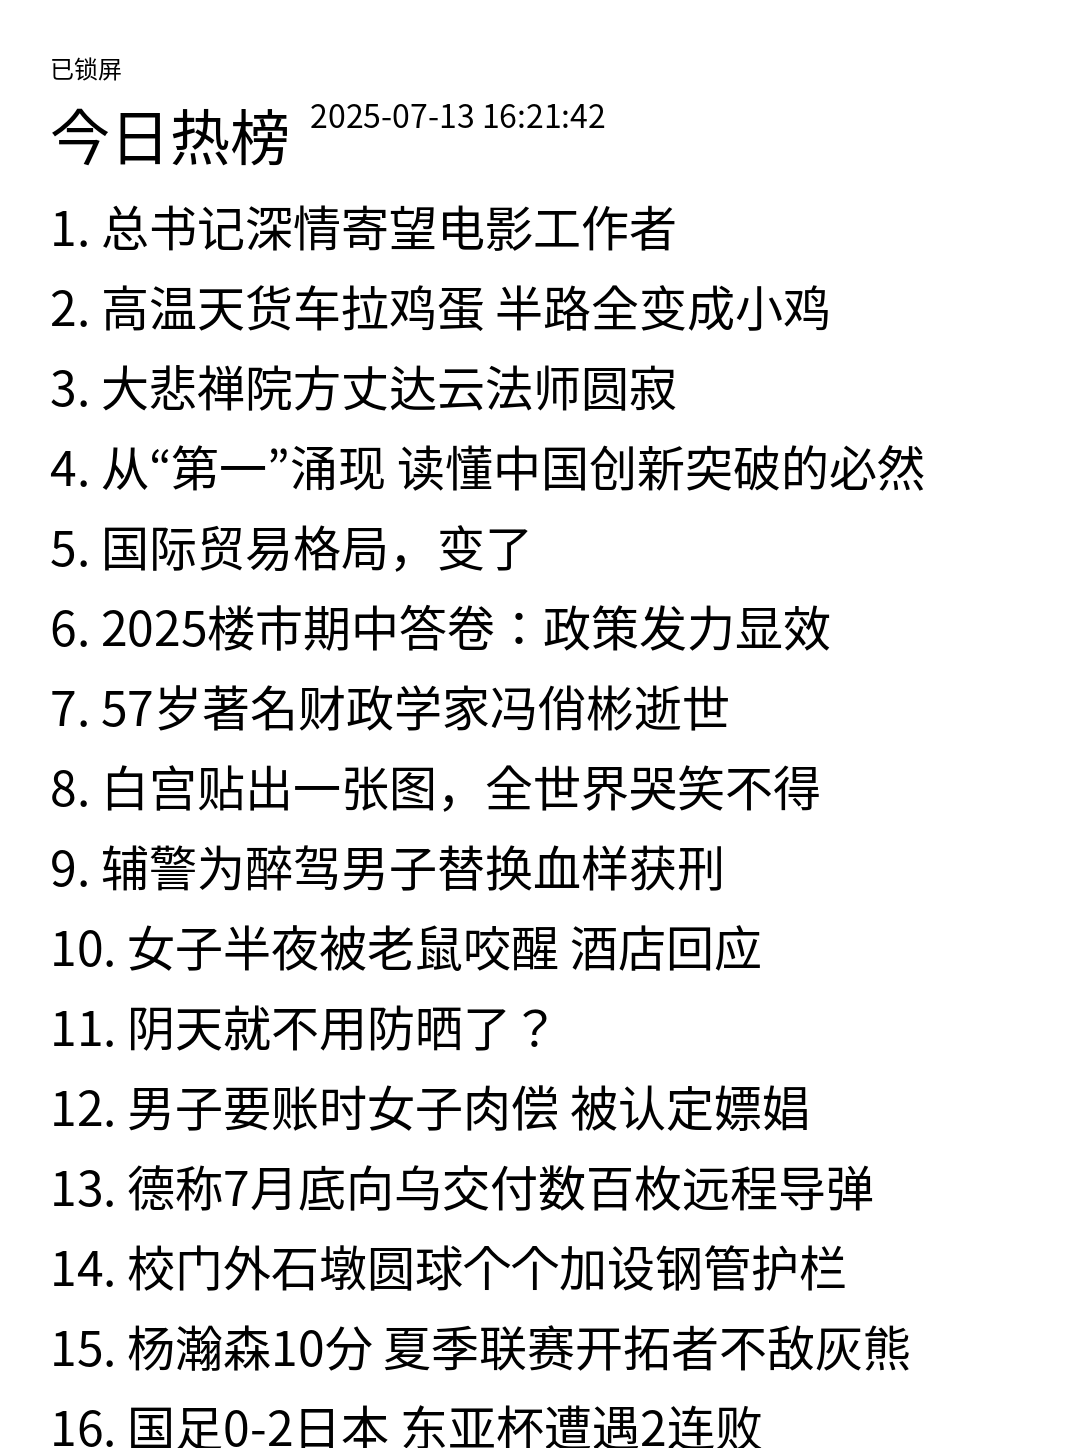 已锁屏
今日热榜 2025-07-13 16:21:42
1. 总书记深情寄望电影工作者
2. 高温天货车拉鸡蛋 半路全变成小鸡
3. 大悲禅院方丈达云法师圆寂
4. 从“第一”涌现 读懂中国创新突破的必然
5. 国际贸易格局，变了
6. 2025楼市期中答卷：政策发力显效
7. 57岁著名财政学家冯俏彬逝世
8. 白宫贴出一张图，全世界哭笑不得
9. 辅警为醉驾男子替换血样获刑
10. 女子半夜被老鼠咬醒 酒店回应
11. 阴天就不用防晒了？
12. 男子要账时女子肉偿 被认定嫖娼
13. 德称7月底向乌交付数百枚远程导弹
14. 校门外石墩圆球个个加设钢管护栏
15. 杨瀚森10分 夏季联赛开拓者不敌灰熊
16. 国足0-2日本 东亚杯遭遇2连败